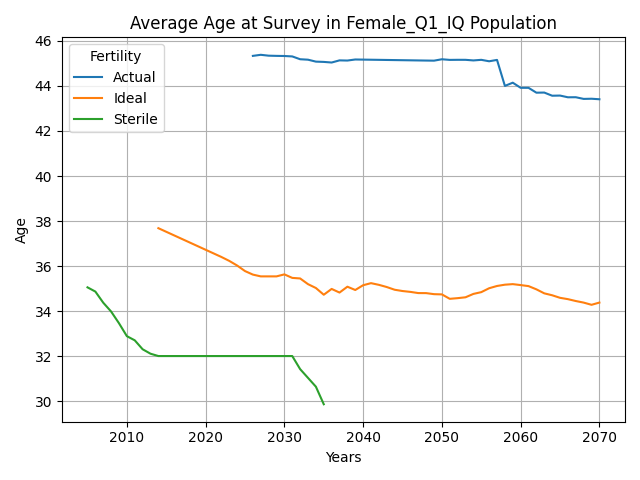 Average Age at Survey in Female_Q1_IQ Population
46
44
42
40
38
36
34
32
30
Age
Fertility
Actual
Ideal
Sterile
2010 2020 2030 2040 2050 2060 2070
Years